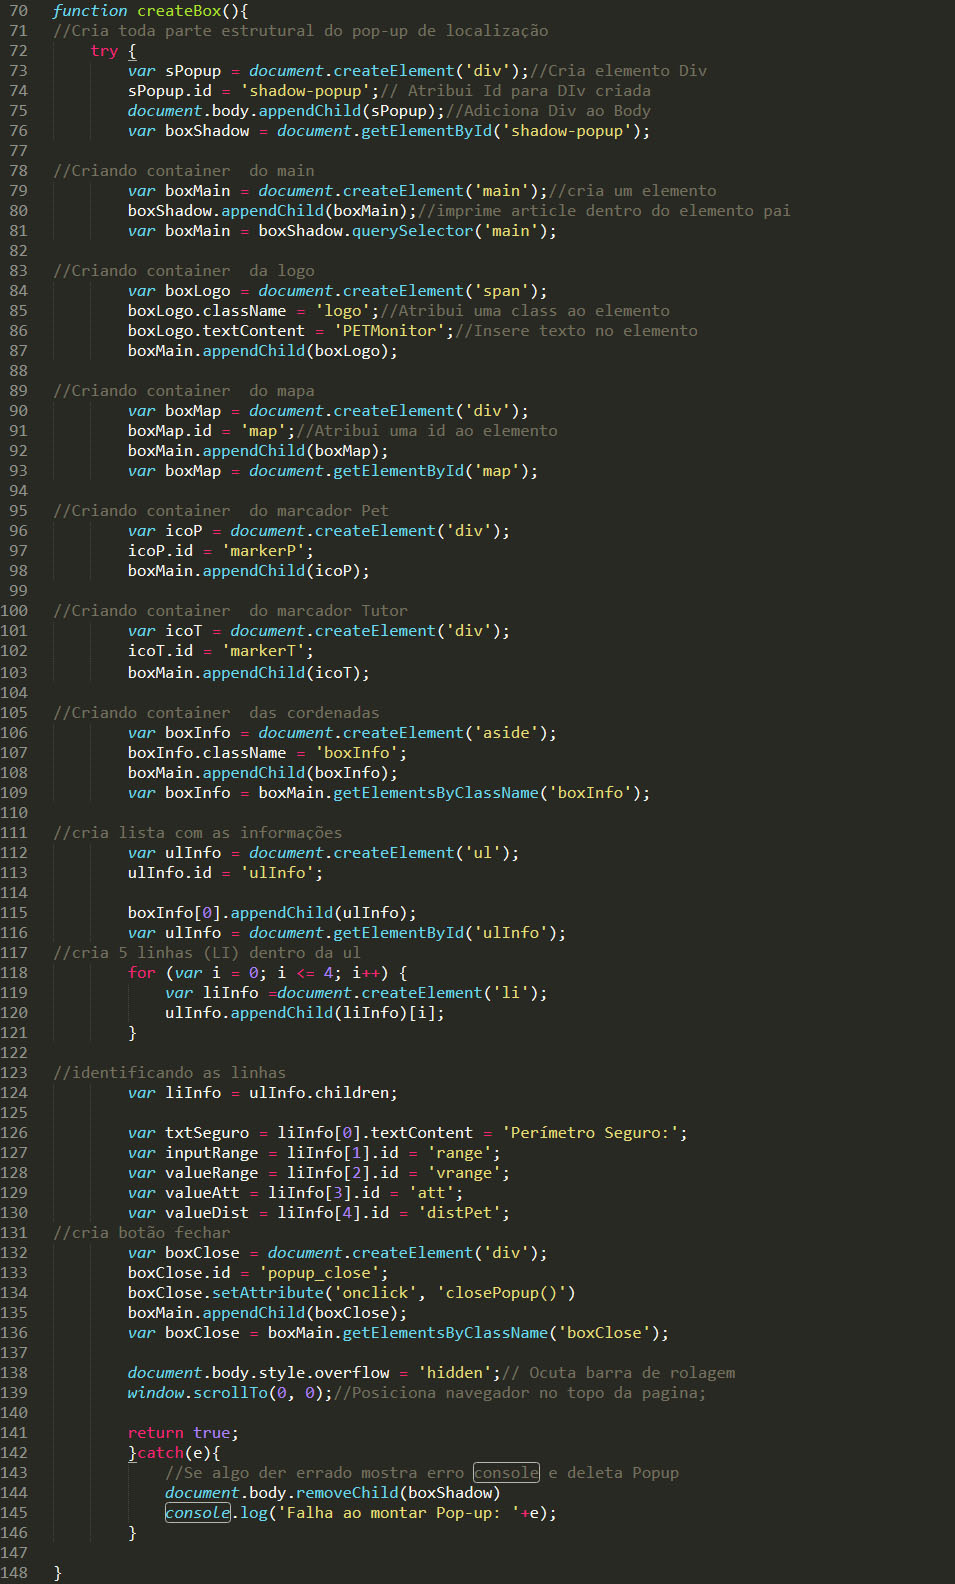 70 function createBox(){
71 //Cria toda parte estrutural do pop-up de localização
72     try {
73         var sPopup = document.createElement('div');//Cria elemento Div
74         sPopup.id = 'shadow-popup';// Atribui Id para DIv criada
75         document.body.appendChild(sPopup);//Adiciona Div ao Body
76         var boxShadow = document.getElementById('shadow-popup');
77
78 //Criando container  do main
79         var boxMain = document.createElement('main');//cria um elemento
80         boxShadow.appendChild(boxMain);//imprime article dentro do elemento pai
81         var boxMain = boxShadow.querySelector('main');
82
83 //Criando container  da logo
84         var boxLogo = document.createElement('span');
85         boxLogo.className = 'logo';//Atribui uma class ao elemento
86         boxLogo.textContent = 'PETMonitor';//Insere texto no elemento
87         boxMain.appendChild(boxLogo);
88
89 //Criando container  do mapa
90         var boxMap = document.createElement('div');
91         boxMap.id = 'map';//Atribui uma id ao elemento
92         boxMain.appendChild(boxMap);
93         var boxMap = document.getElementById('map');
94
95 //Criando container  do marcador Pet
96         var icoP = document.createElement('div');
97         icoP.id = 'markerP';
98         boxMain.appendChild(icoP);
99
100 //Criando container  do marcador Tutor
101         var icoT = document.createElement('div');
102         icoT.id = 'markerT';
103         boxMain.appendChild(icoT);
104
105 //Criando container  das cordenadas
106         var boxInfo = document.createElement('aside');
107         boxInfo.className = 'boxInfo';
108         boxMain.appendChild(boxInfo);
109         var boxInfo = boxMain.getElementsByClassName('boxInfo');
110
111 //cria lista com as informações
112         var ulInfo = document.createElement('ul');
113         ulInfo.id = 'ulInfo';
114
115         boxInfo[0].appendChild(ulInfo);
116         var ulInfo = document.getElementById('ulInfo');
117 //cria 5 linhas (LI) dentro da ul
118         for (var i = 0; i <= 4; i++) {
119             var liInfo =document.createElement('li');
120             ulInfo.appendChild(liInfo)[i];
121         }
122
123 //identificando as linhas
124         var liInfo = ulInfo.children;
125
126         var txtSeguro = liInfo[0].textContent = 'Perímetro Seguro:';
127         var inputRange = liInfo[1].id = 'range';
128         var valueRange = liInfo[2].id = 'vrange';
129         var valueAtt = liInfo[3].id = 'att';
130         var valueDist = liInfo[4].id = 'distPet';
131 //cria botão fechar
132         var boxClose = document.createElement('div');
133         boxClose.id = 'popup_close';
134         boxClose.setAttribute('onclick', 'closePopup()')
135         boxMain.appendChild(boxClose);
136         var boxClose = boxMain.getElementsByClassName('boxClose');
137
138         document.body.style.overflow = 'hidden';// Ocuta barra de rolagem
139         window.scrollTo(0, 0);//Posiciona navegador no topo da pagina;
140
141         return true;
142         }catch(e){
143             //Se algo der errado mostra erro console e deleta Popup
144             document.body.removeChild(boxShadow)
145             console.log('Falha ao montar Pop-up: '+e);
146         }
147
148 }